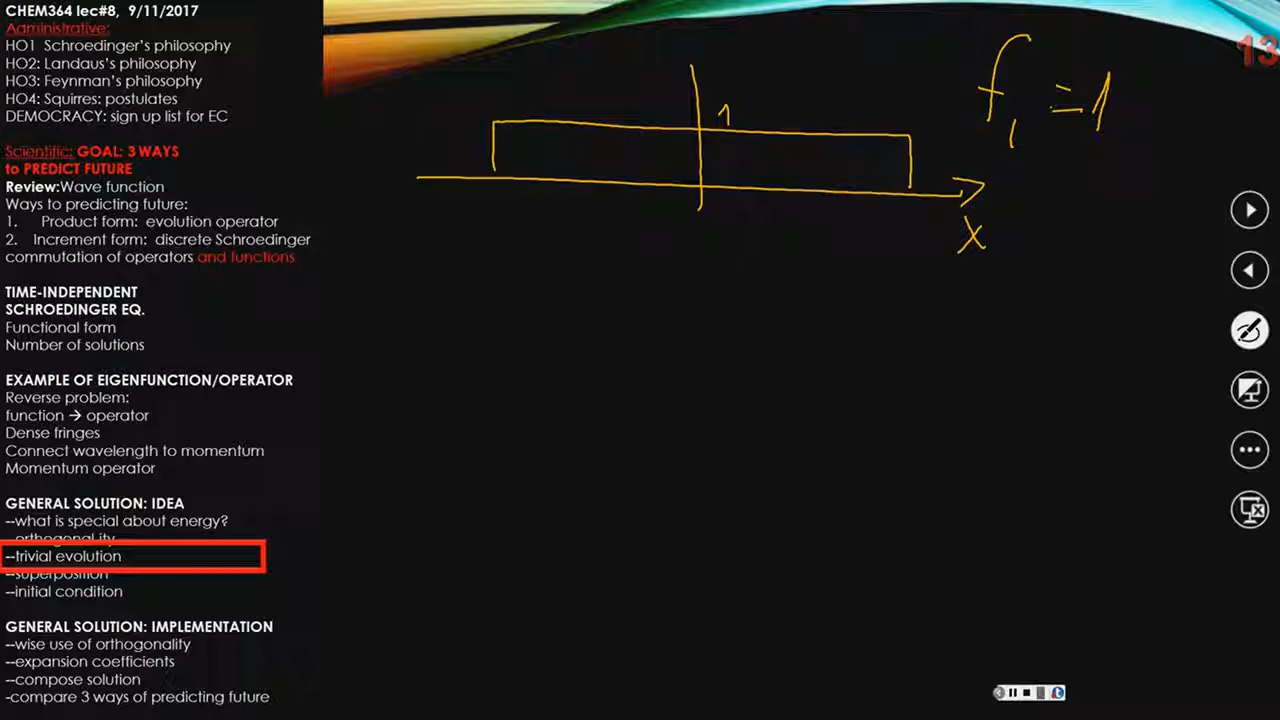 CHEM364 lec#8, 9/11/2017
Administrative:
HO1 Schroedinger's philosophy
HO2: Landaus's philosophy
HO3: Feynman's philosophy
HO4: Squirres: postulates
DEMOCRACY: sign up list for EC
Scientific: GOAL: 3 WAYS
to PREDICT FUTURE
Review:Wave function
Ways to predicting future:
1. Product form: evolution operator
2. Increment form: discrete Schroedinger
commutation of operators and functions
TIME-INDEPENDENT
SCHROEDINGER EQ.
Functional form
Number of solutions
EXAMPLE OF EIGENFUNCTION/OPERATOR
Reverse problem:
function → operator
Dense fringes
Connect wavelength to momentum
Momentum operator
GENERAL SOLUTION: IDEA
--what is special about energy?
--orthogonality
--trivial evolution
--superposition
--initial condition
GENERAL SOLUTION: IMPLEMENTATION
--wise use of orthogonality
--expansion coefficients
--compose solution
-compare 3 ways of predicting future
13
1
f₁ = 1
x